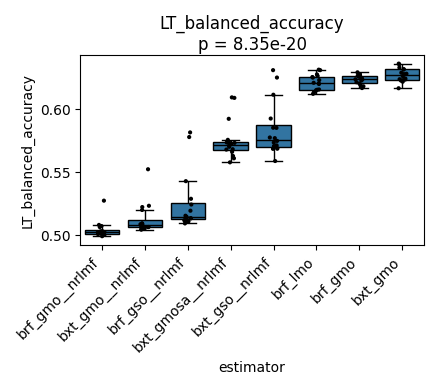 LT_balanced_accuracy
p = 8.35e-20
LT_balanced_accuracy
0.60
0.55
0.50
brf_gmo__nrlmf
bxt_gmo__nrlmf
brf_gso__nrlmf
bxt_gmosa__nrlmf
bxt_gso__nrlmf
brf_lmo
brf_gmo
bxt_gmo
estimator